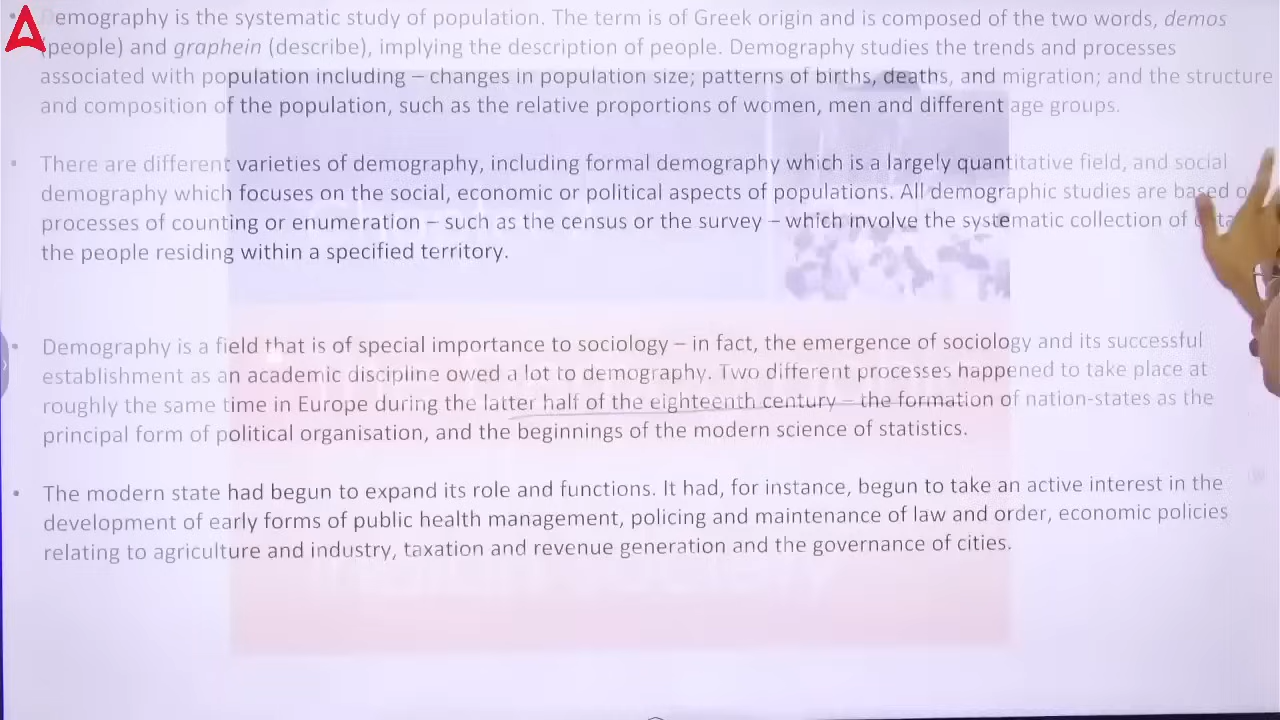 • Demography is the systematic study of population. The term is of Greek origin and is composed of the two words, demos
(people) and graphein (describe), implying the description of people. Demography studies the trends and processes
associated with population including – changes in population size; patterns of births, deaths, and migration; and the structure
and composition of the population, such as the relative proportions of women, men and different age groups.
• There are different varieties of demography, including formal demography which is a largely quantitative field, and social
demography which focuses on the social, economic or political aspects of populations. All demographic studies are based
processes of counting or enumeration – such as the census or the survey – which involve the systematic collection of
the people residing within a specified territory.
• Demography is a field that is of special importance to sociology – in fact, the emergence of sociology and its successful
establishment as an academic discipline owed a lot to demography. Two different processes happened to take place at
roughly the same time in Europe during the latter half of the eighteenth century – the formation of nation-states as the
principal form of political organisation, and the beginnings of the modern science of statistics.
• The modern state had begun to expand its role and functions. It had, for instance, begun to take an active interest in the
development of early forms of public health management, policing and maintenance of law and order, economic policies
relating to agriculture and industry, taxation and revenue generation and the governance of cities.